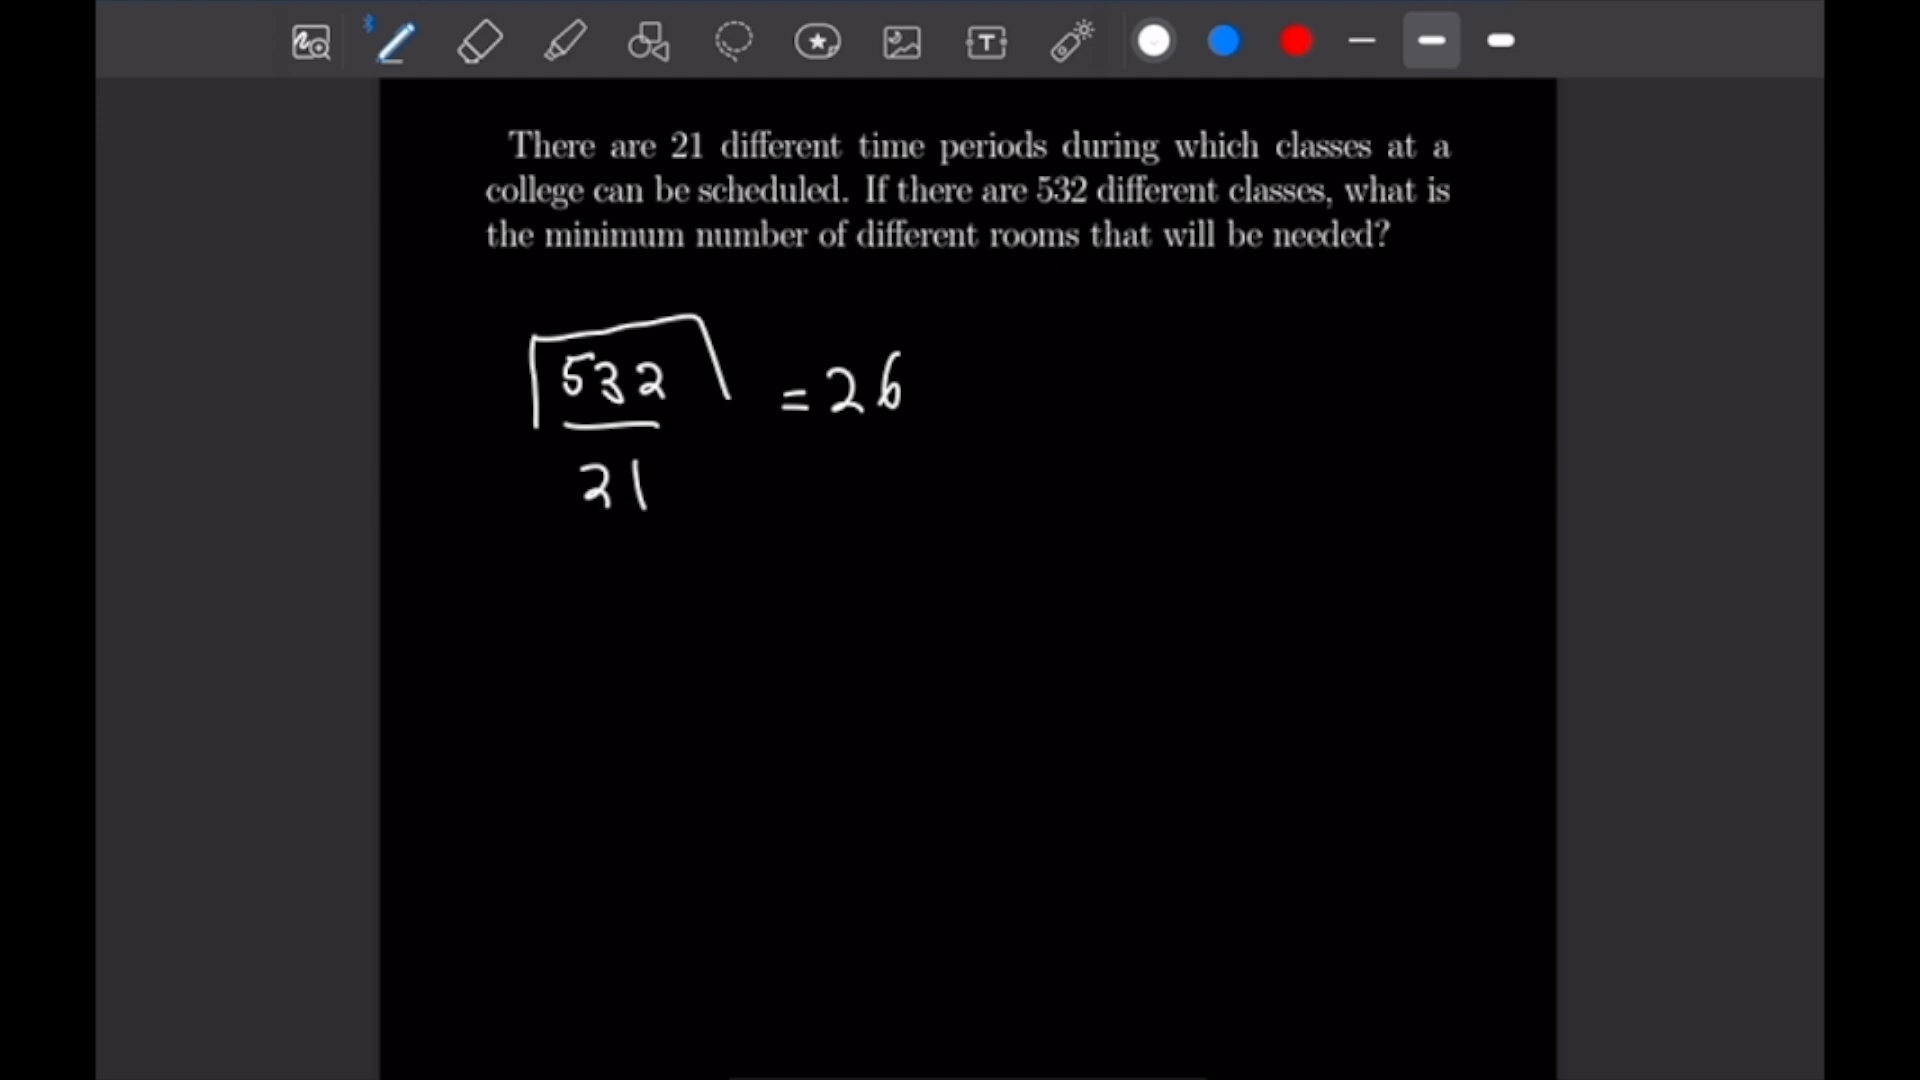 There are 21 different time periods during which classes at a
college can be scheduled. If there are 532 different classes, what is
the minimum number of different rooms that will be needed?
⌈532/21⌉ = 26